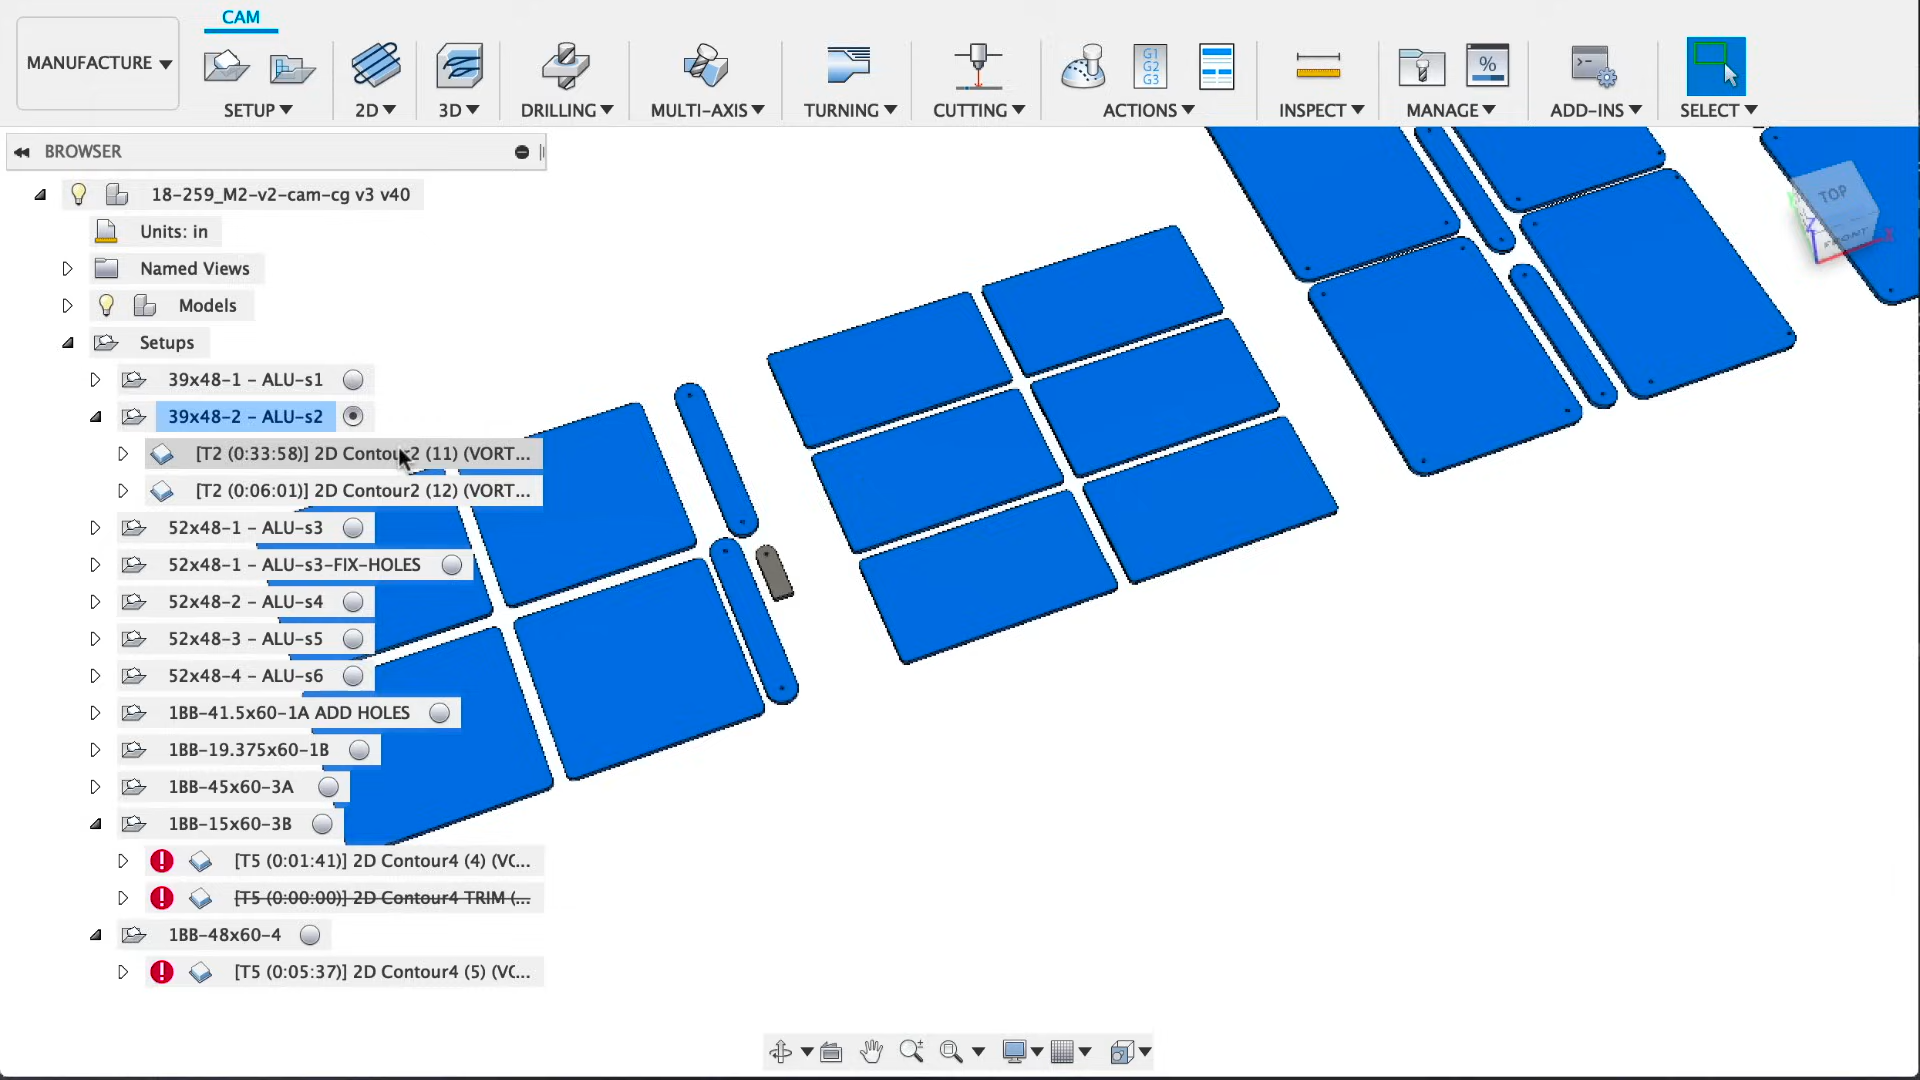 CAM
MANUFACTURE
SETUP
2D
3D
DRILLING
MULTI-AXIS
TURNING
CUTTING
G1
G2
G3
ACTIONS
INSPECT
%
MANAGE
ADD-INS
SELECT
BROWSER
18-259_M2-v2-cam-cg v3 v40
Units: in
Named Views
Models
Setups
39x48-1 - ALU-s1
39x48-2 - ALU-s2
[T2 (0:33:58)] 2D Contour2 (11) (VORT...
[T2 (0:06:01)] 2D Contour2 (12) (VORT...
52x48-1 - ALU-s3
52x48-1 - ALU-s3-FIX-HOLES
52x48-2 - ALU-s4
52x48-3 - ALU-s5
52x48-4 - ALU-s6
1BB-41.5x60-1A ADD HOLES
1BB-19.375x60-1B
1BB-45x60-3A
1BB-15x60-3B
[T5 (0:01:41)] 2D Contour4 (4) (VC...
[T5 (0:00:00)] 2D Contour4 TRIM (...
1BB-48x60-4
[T5 (0:05:37)] 2D Contour4 (5) (VC...
TOP
FRONT
Z
X